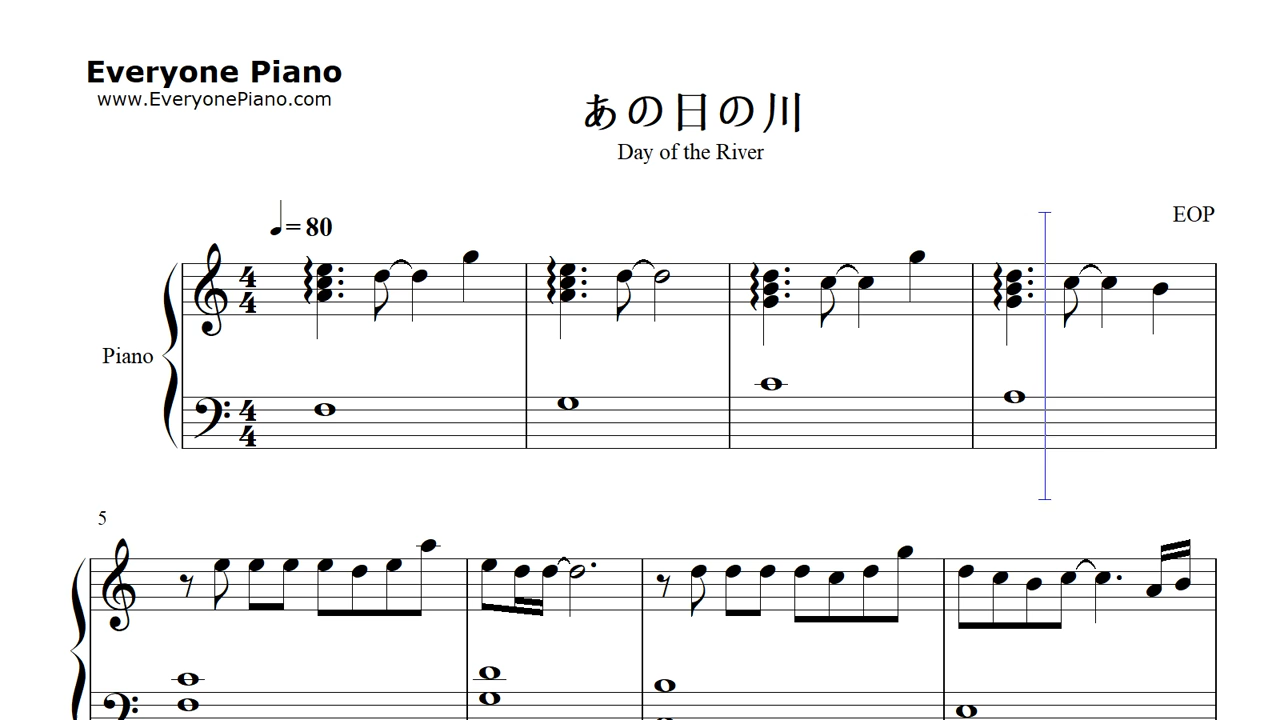 Everyone Piano
www.EveryonePiano.com
あの日の川
Day of the River
♩= 80
EOP
4
4
Piano
4
4
5